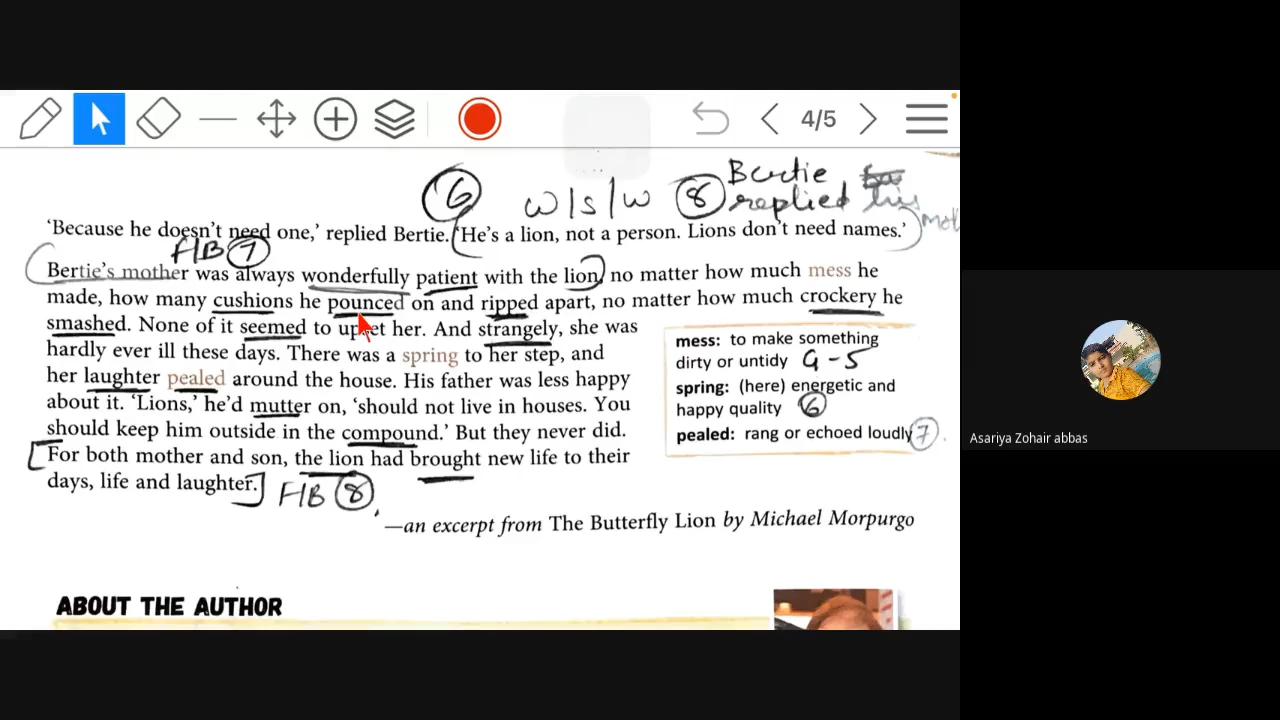 4/5
6 w/s/w 8 Bertie
replied his
'Because he doesn't need one,' replied Bertie. 'He's a lion, not a person. Lions don't need names.'
FIB 7
Bertie's mother was always wonderfully patient with the lion, no matter how much mess he
made, how many cushions he pounced on and ripped apart, no matter how much crockery he
smashed. None of it seemed to upset her. And strangely, she was
hardly ever ill these days. There was a spring to her step, and
her laughter pealed around the house. His father was less happy
about it. 'Lions,' he'd mutter on, 'should not live in houses. You
should keep him outside in the compound.' But they never did.
For both mother and son, the lion had brought new life to their
days, life and laughter. FIB 8
mess: to make something
dirty or untidy G-5
spring: (here) energetic and
happy quality 6
pealed: rang or echoed loudly 7
—an excerpt from The Butterfly Lion by Michael Morpurgo
ABOUT THE AUTHOR
Asariya Zohair abbas